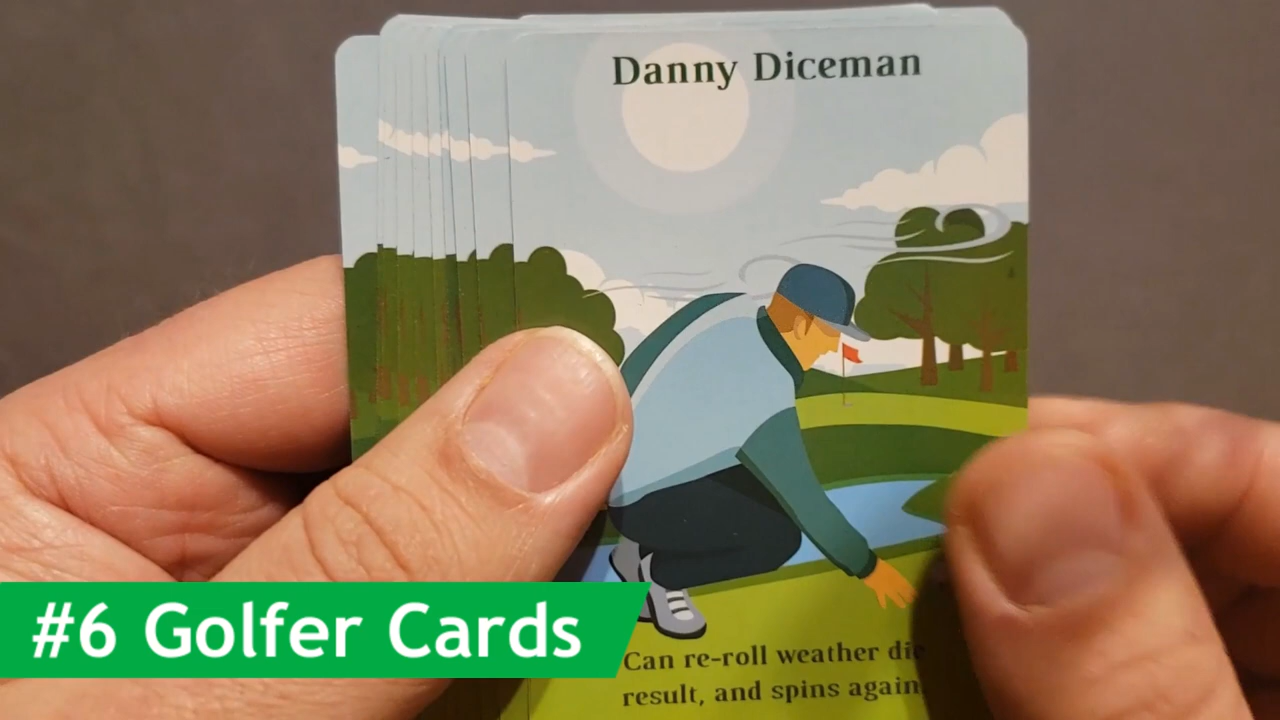 Danny Diceman
Can re-roll weather
result, and spins again
#6 Golfer Cards